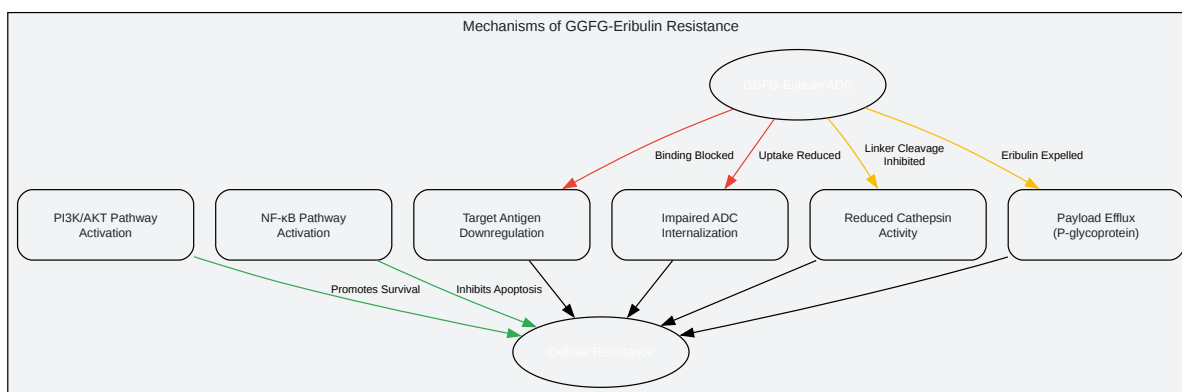 Mechanisms of GGFG-Eribulin Resistance
GGFG-Eribulin ADC
Binding Blocked
Uptake Reduced
Linker Cleavage
Inhibited
Eribulin Expelled
PI3K/AKT Pathway
Activation
NF-κB Pathway
Activation
Target Antigen
Downregulation
Impaired ADC
Internalization
Reduced Cathepsin
Activity
Payload Efflux
(P-glycoprotein)
Promotes Survival
Inhibits Apoptosis
Cellular Resistance